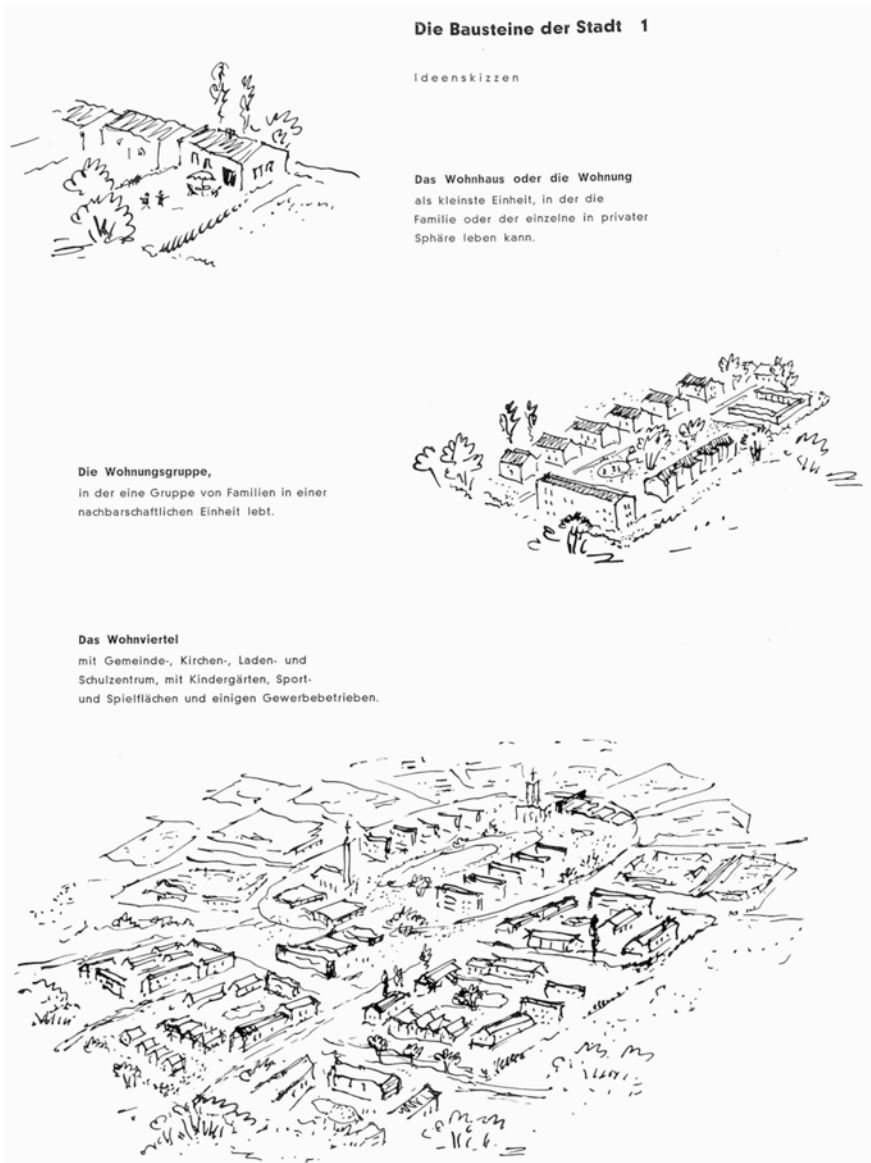 Die Bausteine der Stadt 1
Ideenskizzen
Das Wohnhaus oder die Wohnung
als kleinste Einheit, in der die
Familie oder der einzelne in privater
Sphäre leben kann.
Die Wohnungsgruppe,
in der eine Gruppe von Familien in einer
nachbarschaftlichen Einheit lebt.
Das Wohnviertel
mit Gemeinde-, Kirchen-, Laden- und
Schulzentrum, mit Kindergärten, Sport-
und Spielflächen und einigen Gewerbebetrieben.